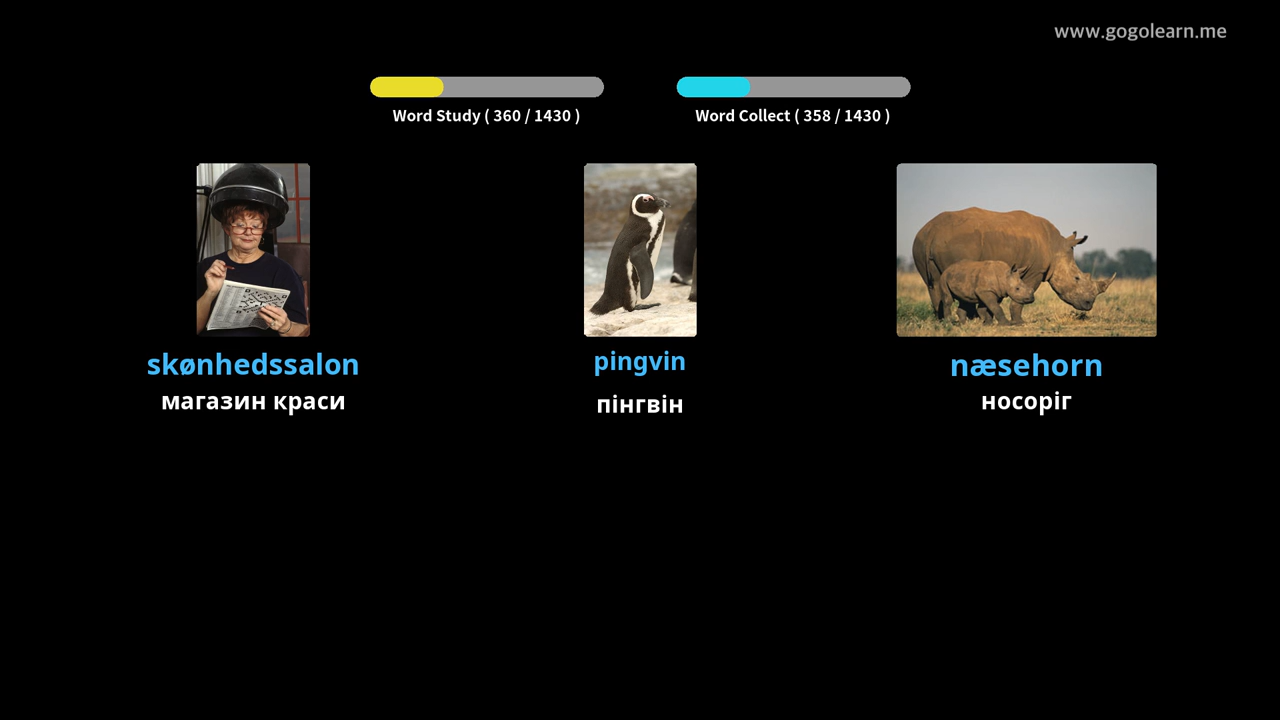 www.gogolearn.me
Word Study ( 360 / 1430 )
Word Collect ( 358 / 1430 )
skønhedssalon
магазин краси
pingvin
пінгвін
næsehorn
носоріг